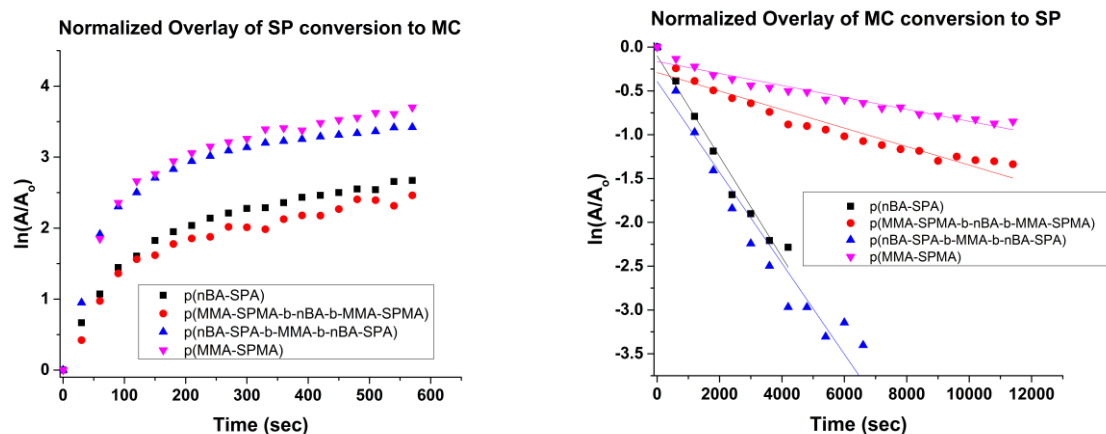 Normalized Overlay of SP conversion to MC
ln(A/Ao)
4
3
2
1
0
p(nBA-SPA)
p(MMA-SPMA-b-nBA-b-MMA-SPMA)
p(nBA-SPA-b-MMA-b-nBA-SPA)
p(MMA-SPMA)
0 100 200 300 400 500 600
Time (sec)
Normalized Overlay of MC conversion to SP
ln(A/Ao)
0.0
-0.5
-1.0
-1.5
-2.0
-2.5
-3.0
-3.5
p(nBA-SPA)
p(MMA-SPMA-b-nBA-b-MMA-SPMA)
p(nBA-SPA-b-MMA-b-nBA-SPA)
p(MMA-SPMA)
0 2000 4000 6000 8000 10000 12000
Time (sec)